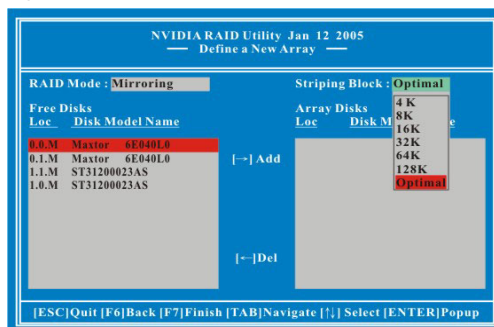 NVIDIA RAID Utility Jan 12 2005
Define a New Array
RAID Mode : Mirroring
Striping Block : Optimal
4 K
8K
16K
32K
64K
128K
Optimal
Free Disks
Loc Disk Model Name
0.0.M Maxtor 6E040L0
0.1.M Maxtor 6E040L0
1.1.M ST31200023AS
1.0.M ST31200023AS
[→] Add
[←]Del
Array Disks
Loc Disk M e
[ESC]Quit [F6]Back [F7]Finish [TAB]Navigate [↑↓] Select [ENTER]Popup